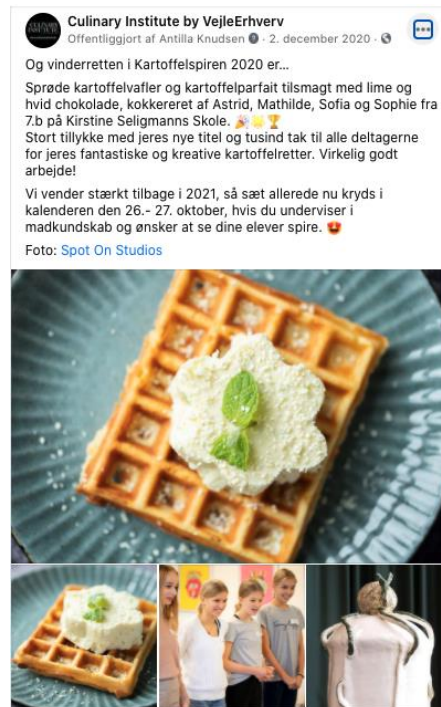 Culinary Institute by VejleErhverv
Offentliggjort af Antilla Knudsen · 2. december 2020 ·
Og vinderretten i Kartoffelspiren 2020 er...
Sprøde kartoffelvafler og kartoffelparfait tilsmagt med lime og
hvid chokolade, kokkereret af Astrid, Mathilde, Sofia og Sophie fra
7.b på Kirstine Seligmanns Skole. 🎉🌟🏆
Stort tillykke med jeres nye titel og tusind tak til alle deltagerne
for jeres fantastiske og kreative kartoffelretter. Virkelig godt
arbejde!
Vi vender stærkt tilbage i 2021, så sæt allerede nu kryds i
kalenderen den 26.- 27. oktober, hvis du underviser i
madkundskab og ønsker at se dine elever spire. 😍
Foto: Spot On Studios